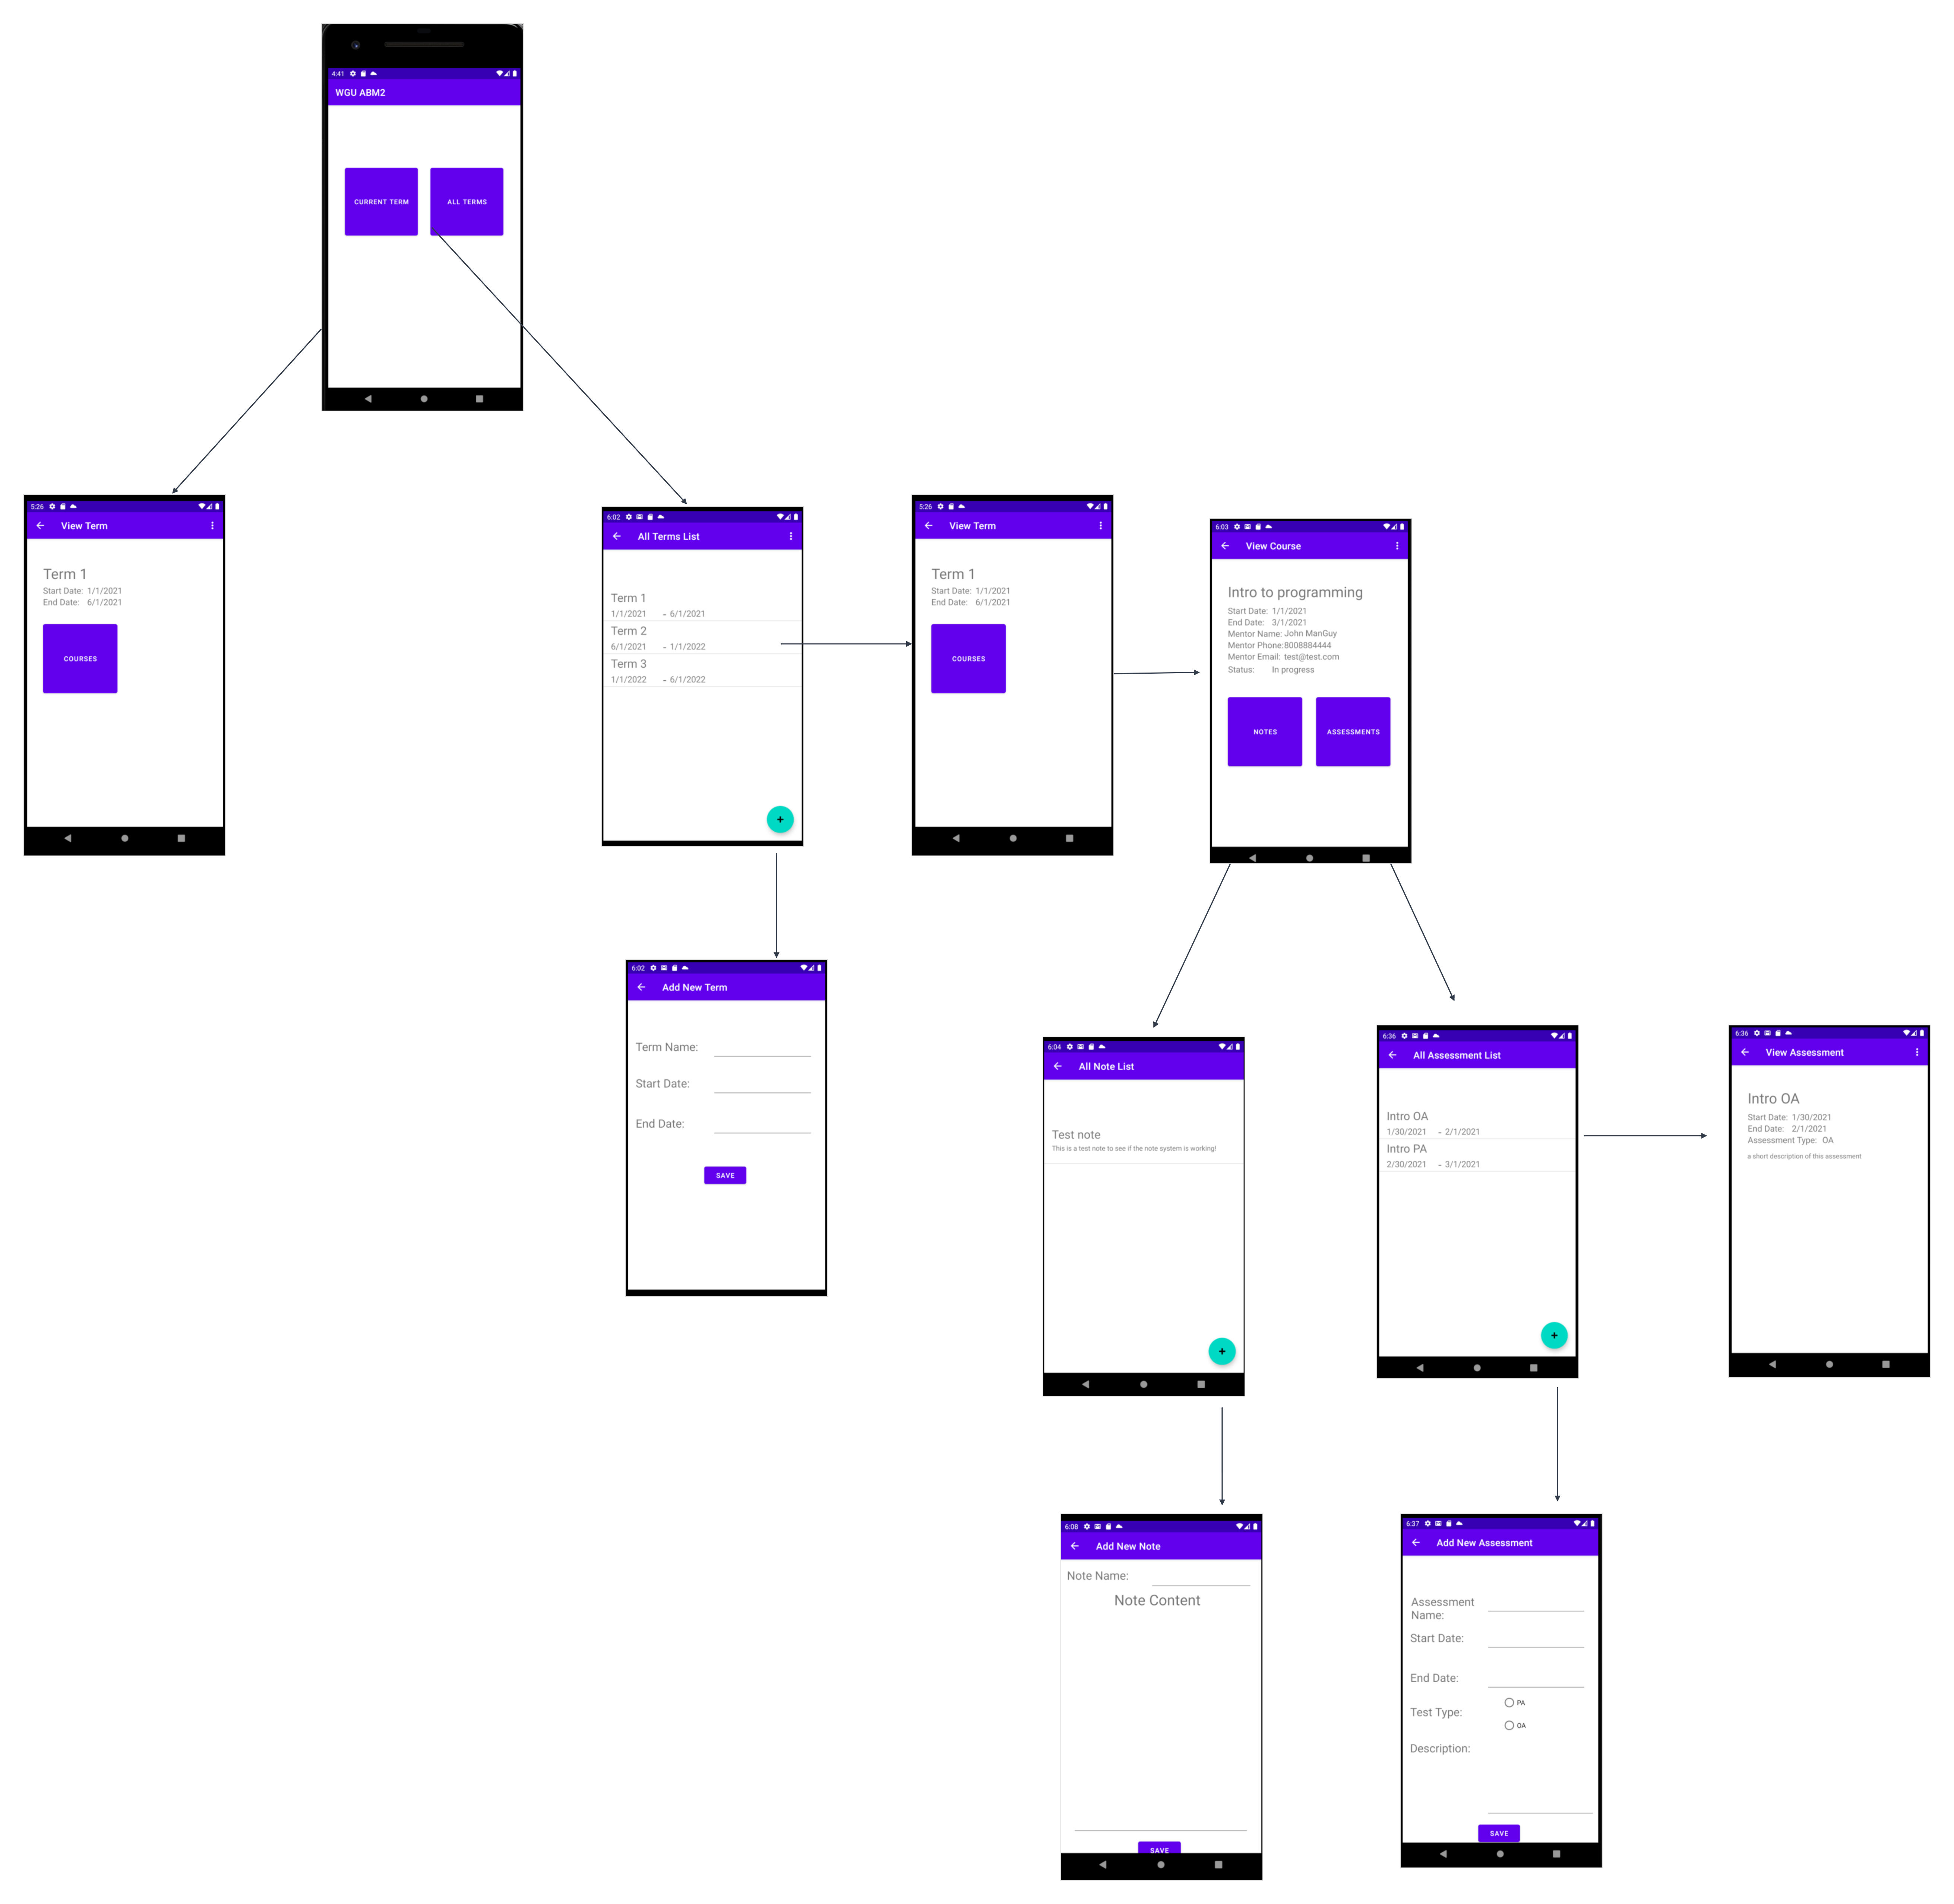 4:41
WGU ABM2
CURRENT TERM
ALL TERMS
5:26
View Term
Term 1
Start Date: 1/1/2021
End Date: 6/1/2021
COURSES
6:02
All Terms List
Term 1
1/1/2021 - 6/1/2021
Term 2
6/1/2021 - 1/1/2022
Term 3
1/1/2022 - 6/1/2022
+
5:26
View Term
Term 1
Start Date: 1/1/2021
End Date: 6/1/2021
COURSES
6:03
View Course
Intro to programming
Start Date: 1/1/2021
End Date: 3/1/2021
Mentor Name: John ManGuy
Mentor Phone:8008884444
Mentor Email: test@test.com
Status: In progress
NOTES
ASSESSMENTS
6:02
Add New Term
Term Name:
Start Date:
End Date:
SAVE
6:04
All Note List
Test note
This is a test note to see if the note system is working!
+
6:36
All Assessment List
Intro OA
1/30/2021 - 2/1/2021
Intro PA
2/30/2021 - 3/1/2021
+
6:36
View Assessment
Intro OA
Start Date: 1/30/2021
End Date: 2/1/2021
Assessment Type: OA
a short description of this assessment
6:08
Add New Note
Note Name:
Note Content
SAVE
6:37
Add New Assessment
Assessment
Name:
Start Date:
End Date:
Test Type:
PA
OA
Description:
SAVE